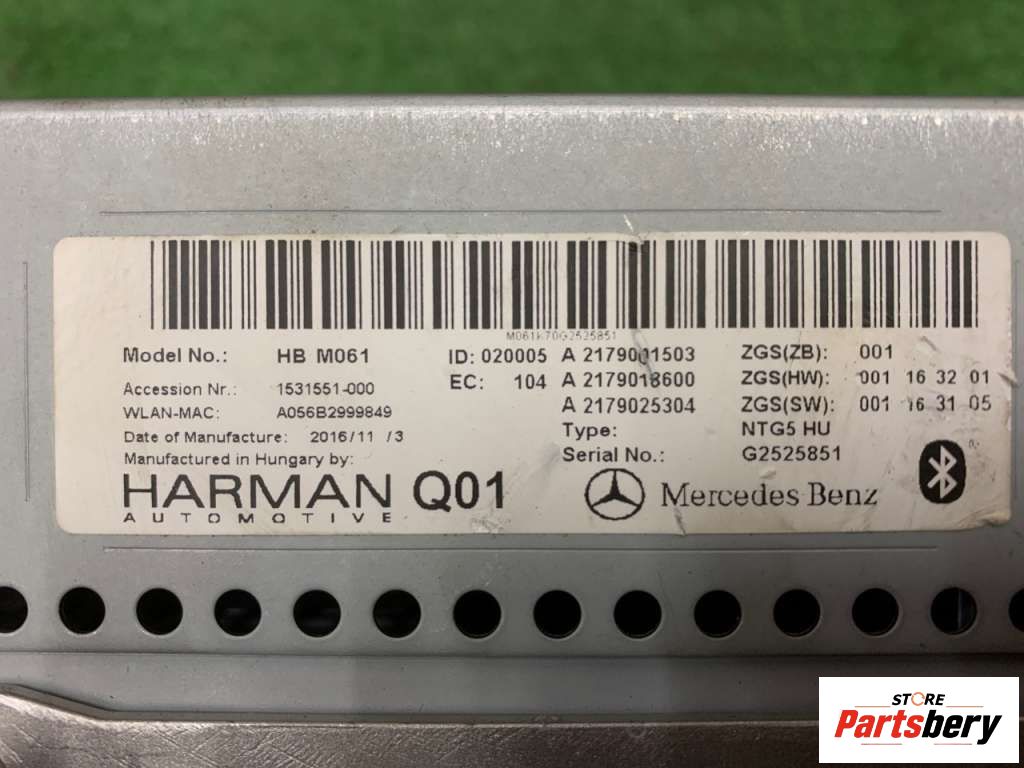 M061k70G2525851
Model No.: HB M061 ID: 020005 A 2179001503 ZGS(ZB): 001
EC: 104 A 2179018600 ZGS(HW): 001 16 32 01
Accession Nr.: 1531551-000
WLAN-MAC: A056B2999849 A 2179025304 ZGS(SW): 001 16 31 05
Date of Manufacture: 2016/11 /3 Type: NTG5 HU
Manufactured in Hungary by: Serial No.: G2525851
HARMAN Q01 Mercedes Benz
AUTOMOTIVE
STORE
Partsbery